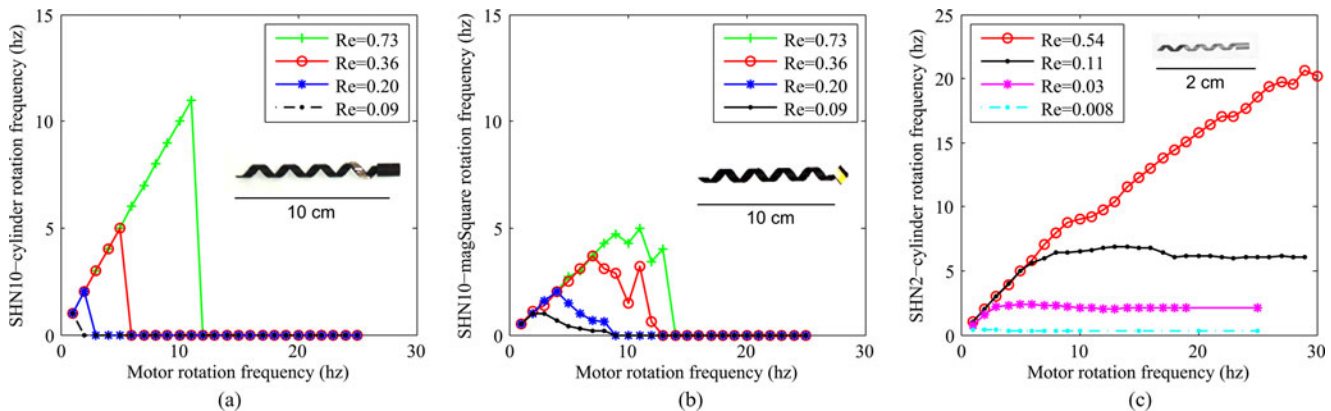 SHN10-cylinder rotation frequency (hz)
15
10
5
0
0
10
20
30
Motor rotation frequency (hz)
Re=0.73
Re=0.36
Re=0.20
Re=0.09
10 cm
(a)
SHN10-magSquare rotation frequency (hz)
15
10
5
0
0
10
20
30
Motor rotation frequency (hz)
Re=0.73
Re=0.36
Re=0.20
Re=0.09
10 cm
(b)
SHN2-cylinder rotation frequency (hz)
25
20
15
10
5
0
0
10
20
30
Motor rotation frequency (hz)
Re=0.54
Re=0.11
Re=0.03
Re=0.008
2 cm
(c)